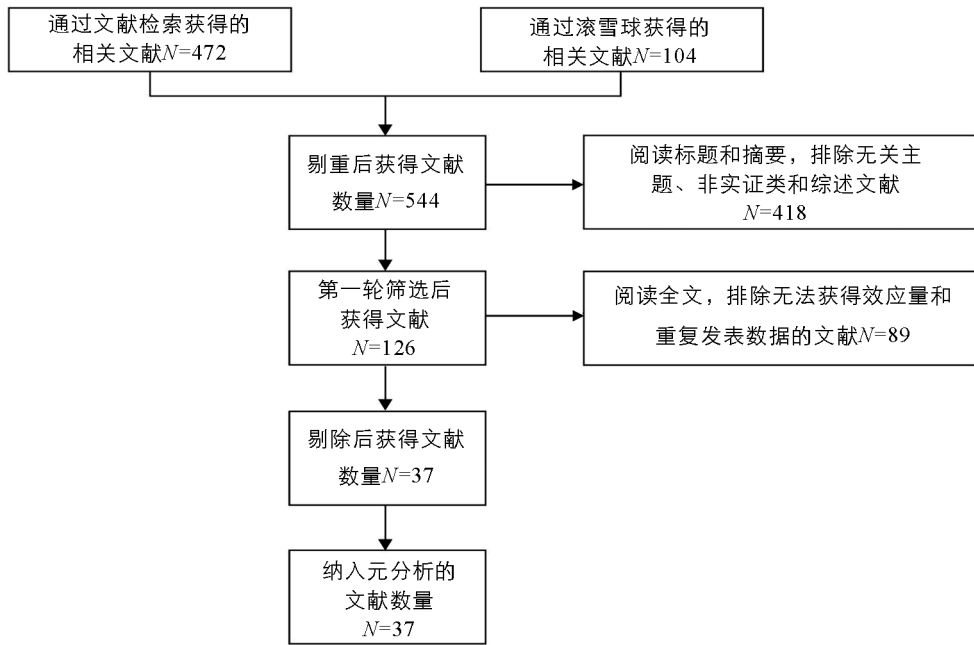 通过文献检索获得的
相关文献N=472
通过滚雪球获得的
相关文献N=104
剔重后获得文献
数量N=544
阅读标题和摘要，排除无关主
题、非实证类和综述文献
N=418
第一轮筛选后
获得文献
N=126
阅读全文，排除无法获得效应量和
重复发表数据的文献N=89
剔除后获得文献
数量N=37
纳入元分析的
文献数量
N=37